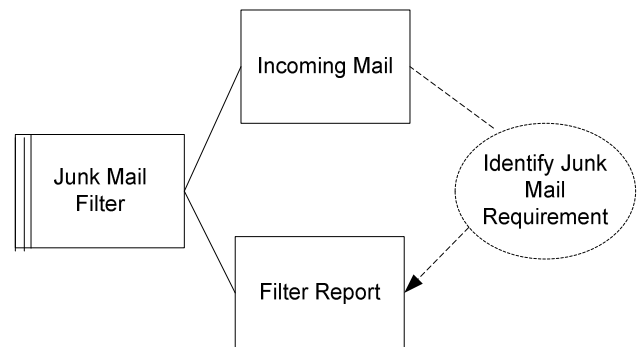 Incoming Mail
Junk Mail
Filter
Identify Junk
Mail
Requirement
Filter Report